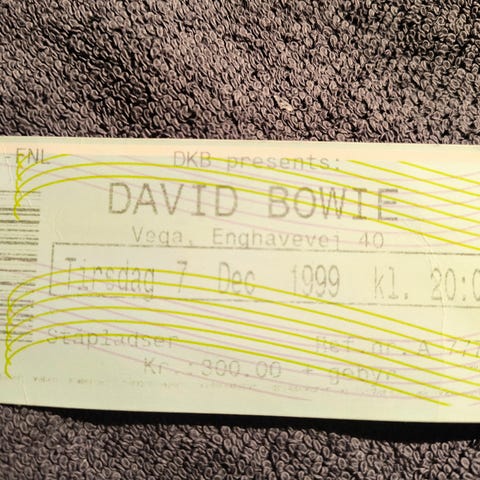 -FNL
DKB presents:
DAVID BOWIE
Vega, Enghavevej 40
Tirsdag 7 Dec 1999 kl. 20:0
Ståpladser Ref.nr. A 777
Kr.:300.00 + gebyr